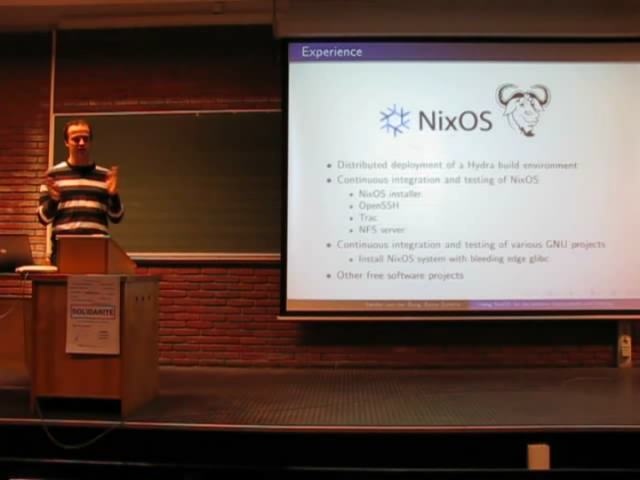 Experience
NixOS
Distributed deployment of a Hydra build environment
Continuous integration and testing of NixOS:
NixOS installer
OpenSSH
Trac
NFS server
Continuous integration and testing of various GNU projects
Install NixOS system with bleeding edge glibc
Other free software projects
SOLIDARITE